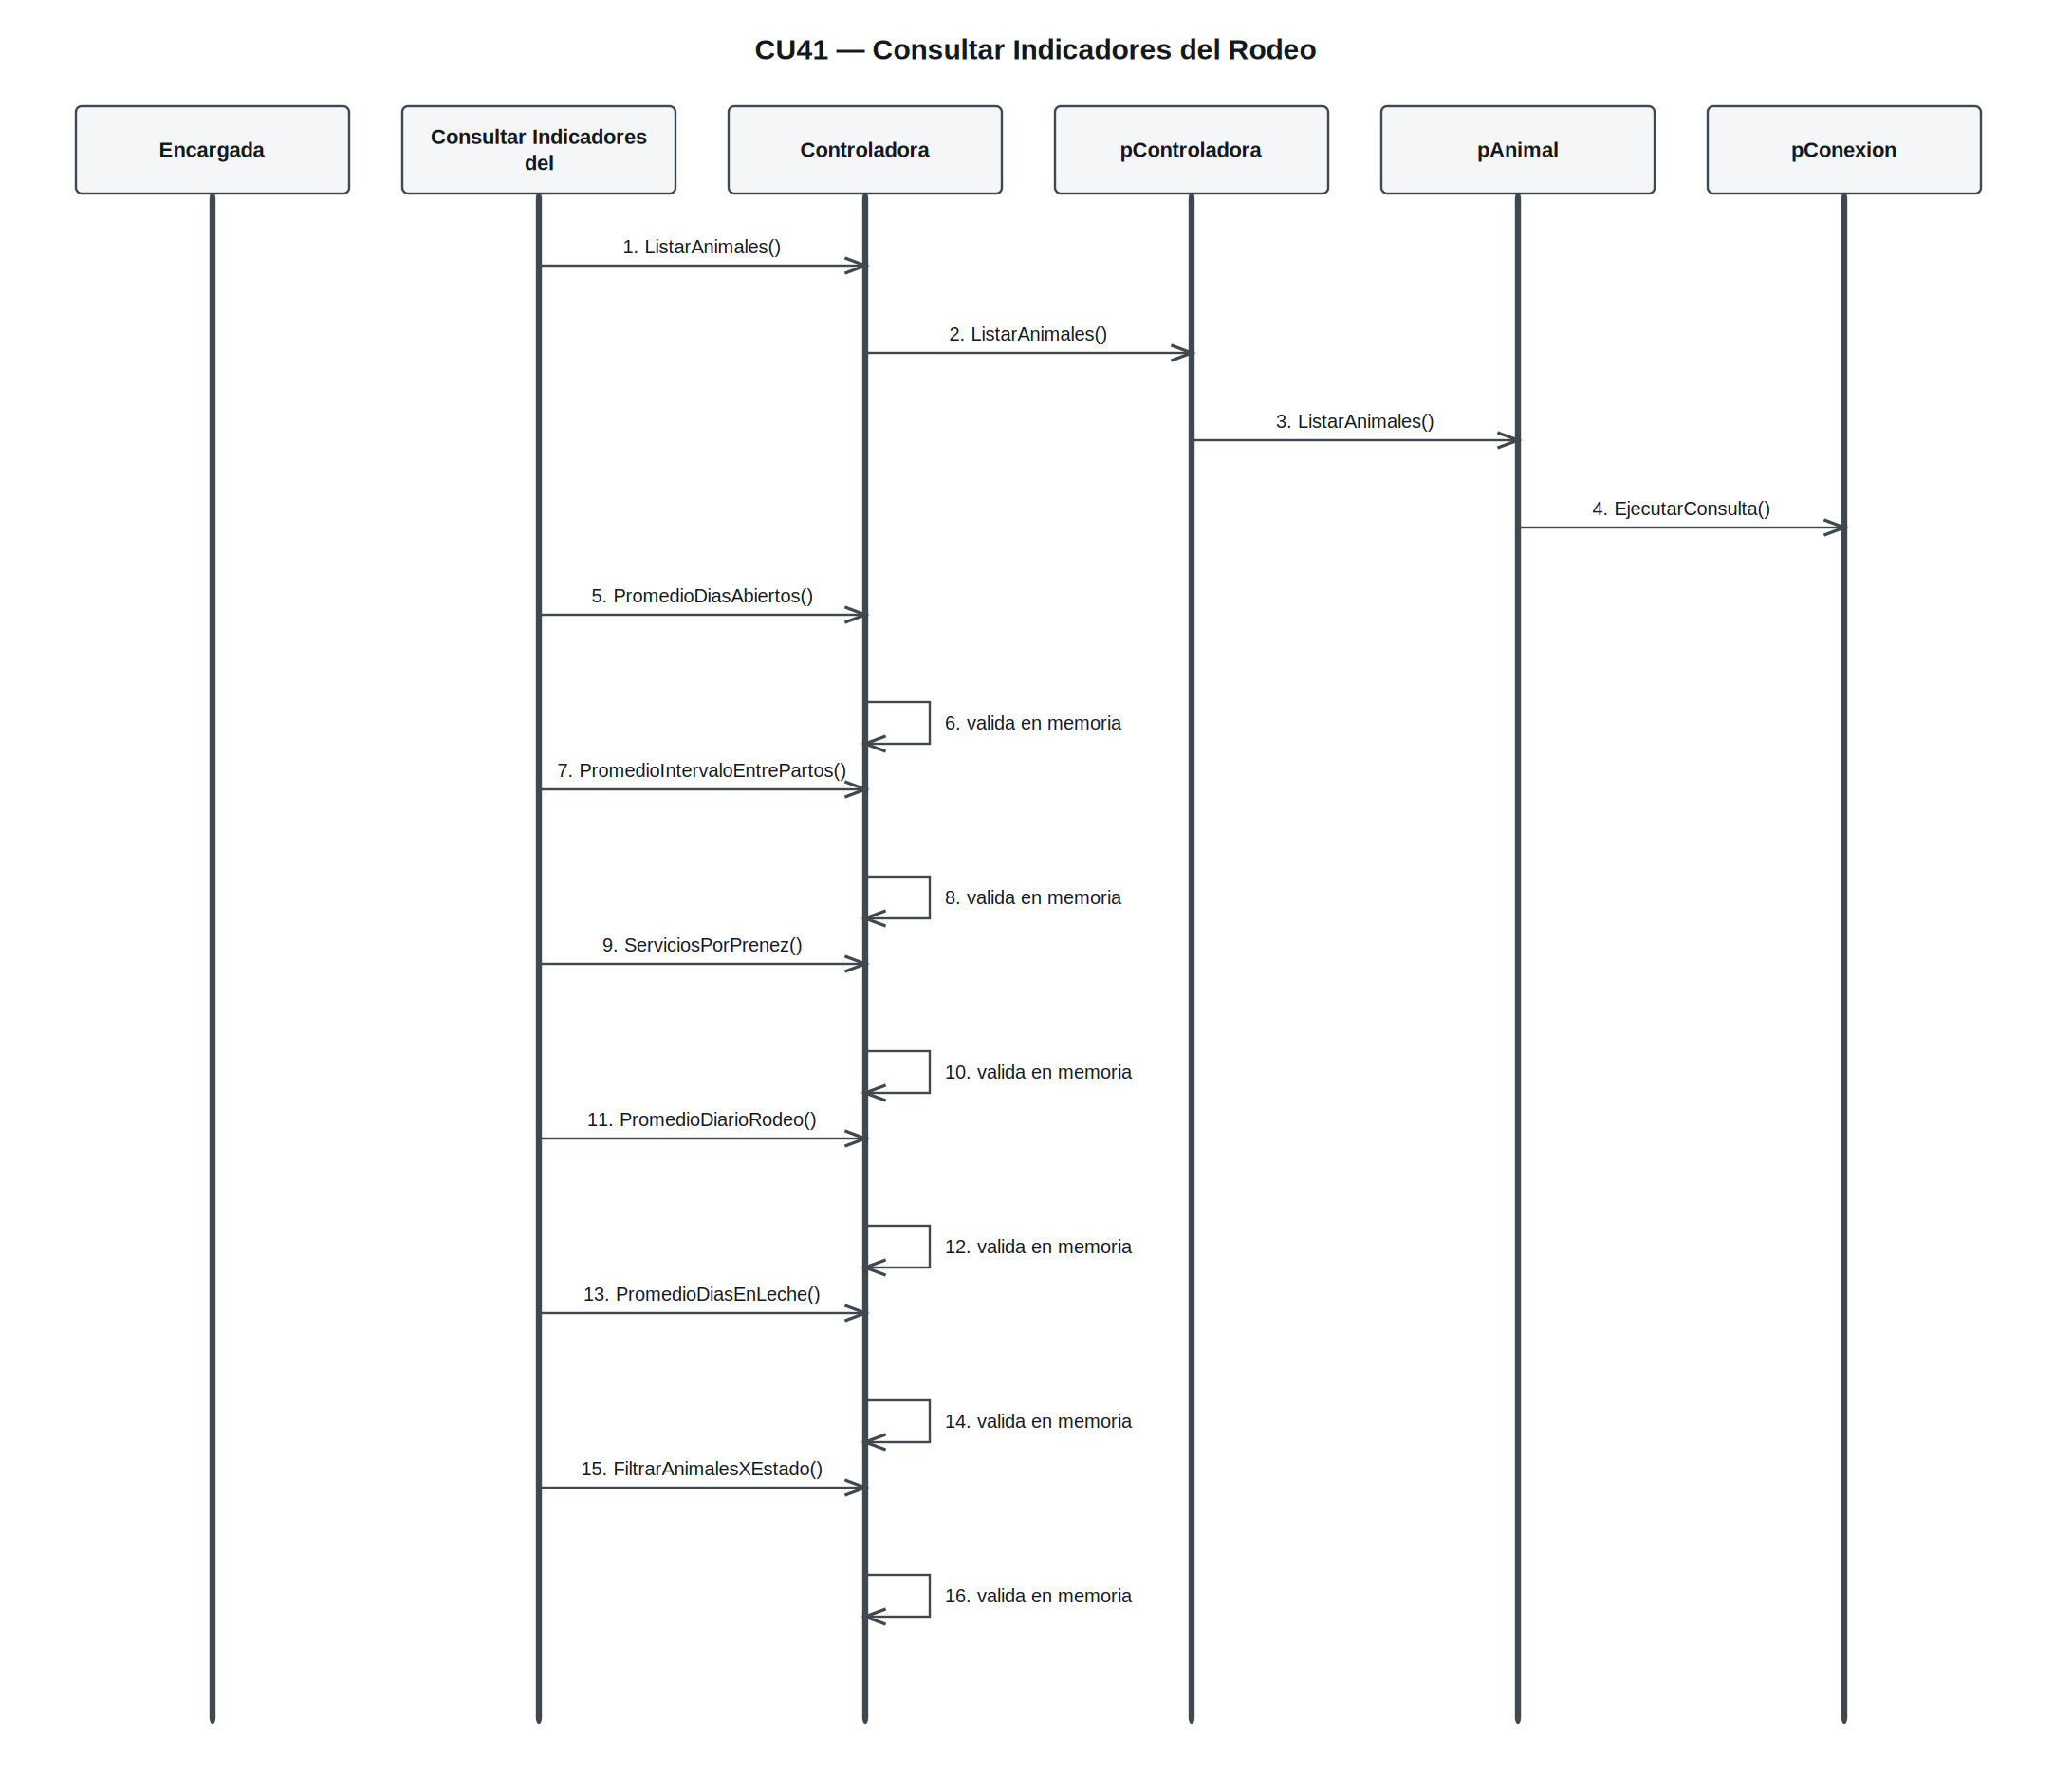 CU41 — Consultar Indicadores del Rodeo
Encargada
Consultar Indicadores
del
Controladora
pControladora
pAnimal
pConexion
1. ListarAnimales()
2. ListarAnimales()
3. ListarAnimales()
4. EjecutarConsulta()
5. PromedioDiasAbiertos()
6. valida en memoria
7. PromedioIntervaloEntrePartos()
8. valida en memoria
9. ServiciosPorPrenez()
10. valida en memoria
11. PromedioDiarioRodeo()
12. valida en memoria
13. PromedioDiasEnLeche()
14. valida en memoria
15. FiltrarAnimalesXEstado()
16. valida en memoria